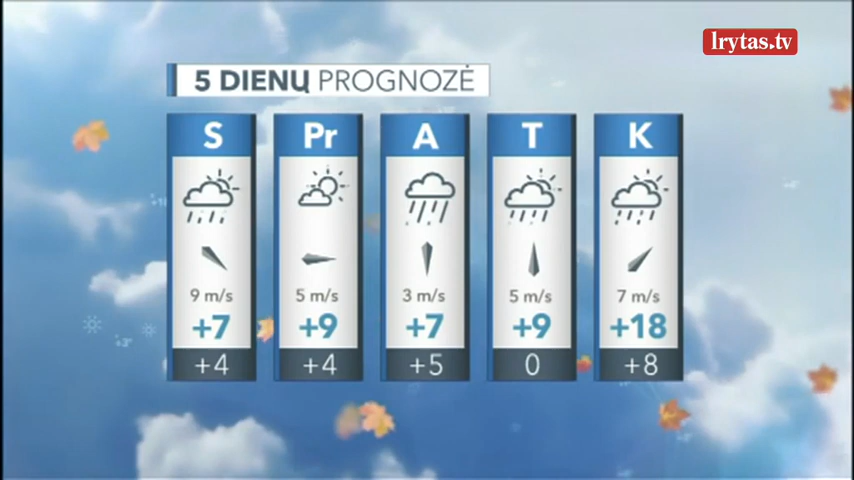 lrytas.tv
5 DIENŲ PROGNOZĖ
S Pr A T K
9 m/s 5 m/s 3 m/s 5 m/s 7 m/s
+7 +9 +7 +9 +18
+4 +4 +5 0 +8
+3°